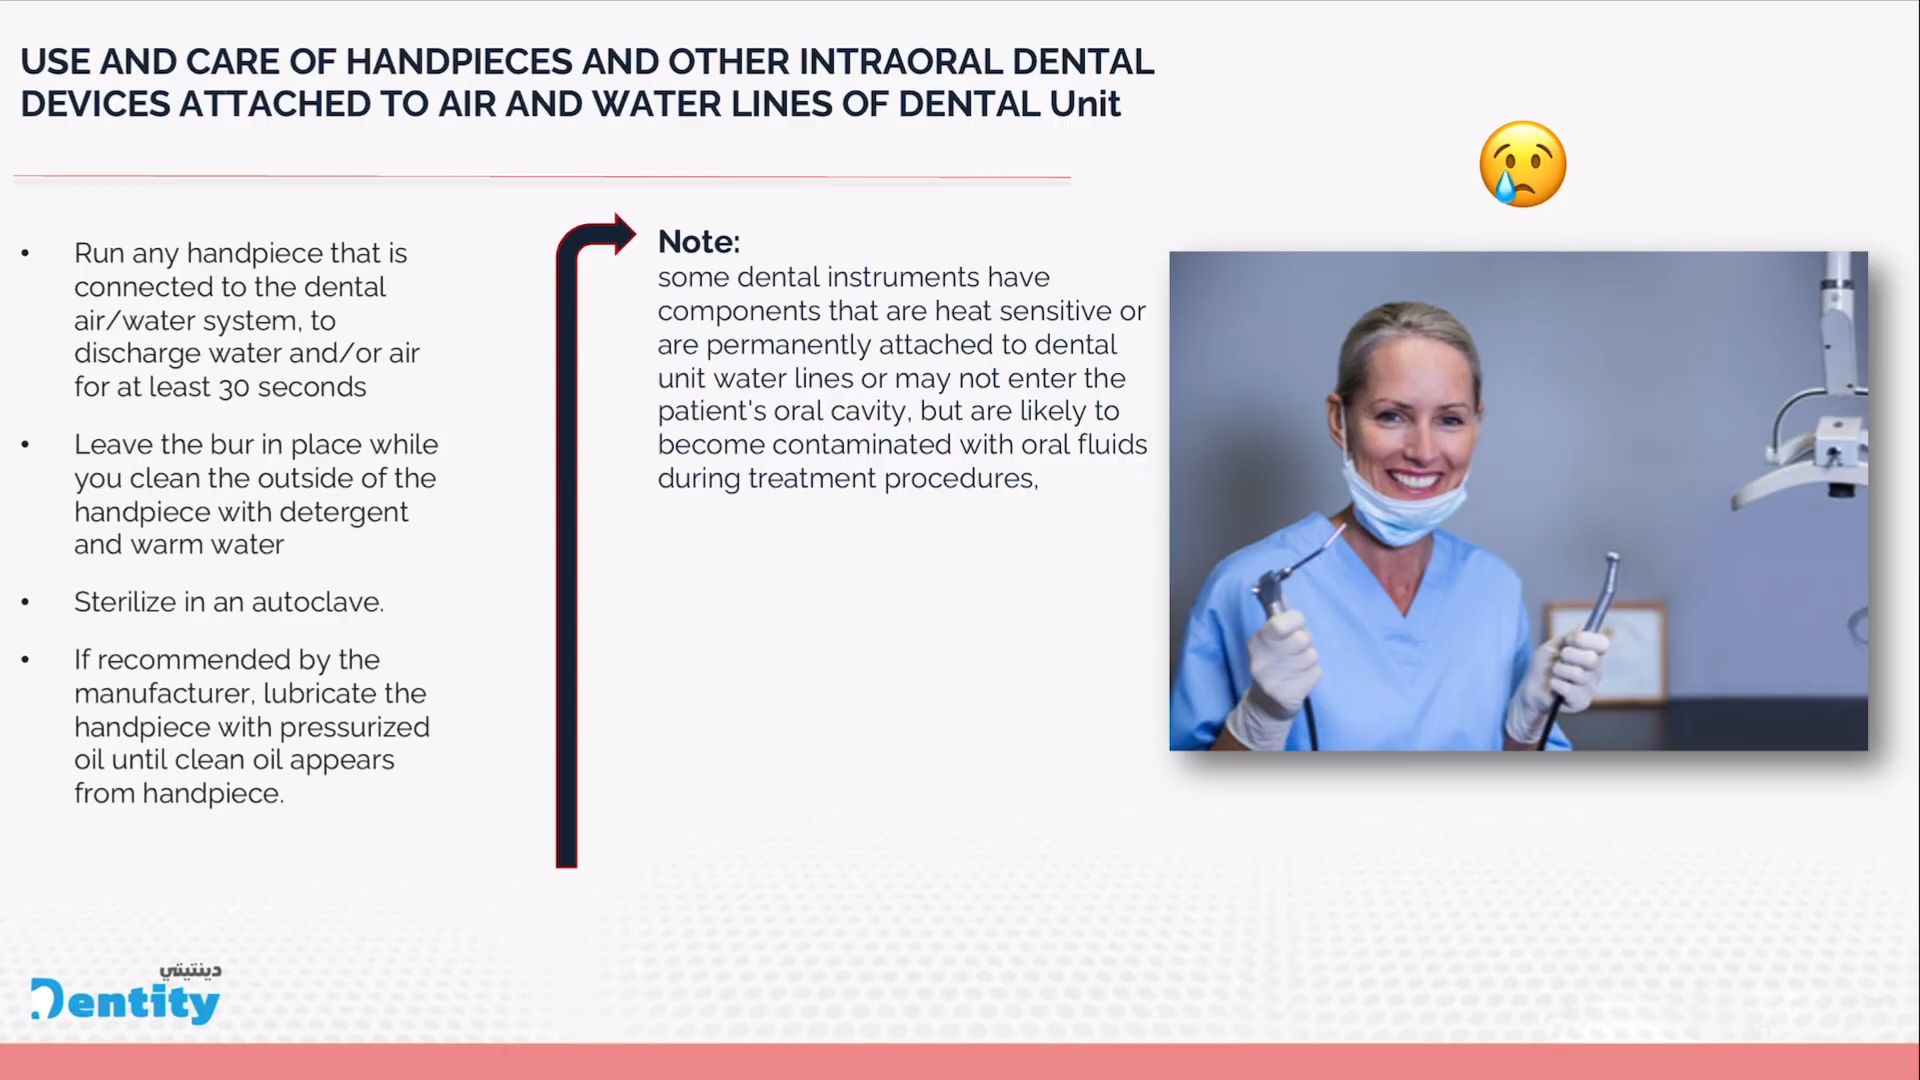 USE AND CARE OF HANDPIECES AND OTHER INTRAORAL DENTAL
DEVICES ATTACHED TO AIR AND WATER LINES OF DENTAL Unit
• Run any handpiece that is
connected to the dental
air/water system, to
discharge water and/or air
for at least 30 seconds
• Leave the bur in place while
you clean the outside of the
handpiece with detergent
and warm water
• Sterilize in an autoclave.
• If recommended by the
manufacturer, lubricate the
handpiece with pressurized
oil until clean oil appears
from handpiece.
Note:
some dental instruments have
components that are heat sensitive or
are permanently attached to dental
unit water lines or may not enter the
patient's oral cavity, but are likely to
become contaminated with oral fluids
during treatment procedures,
دينتيتي
Dentity